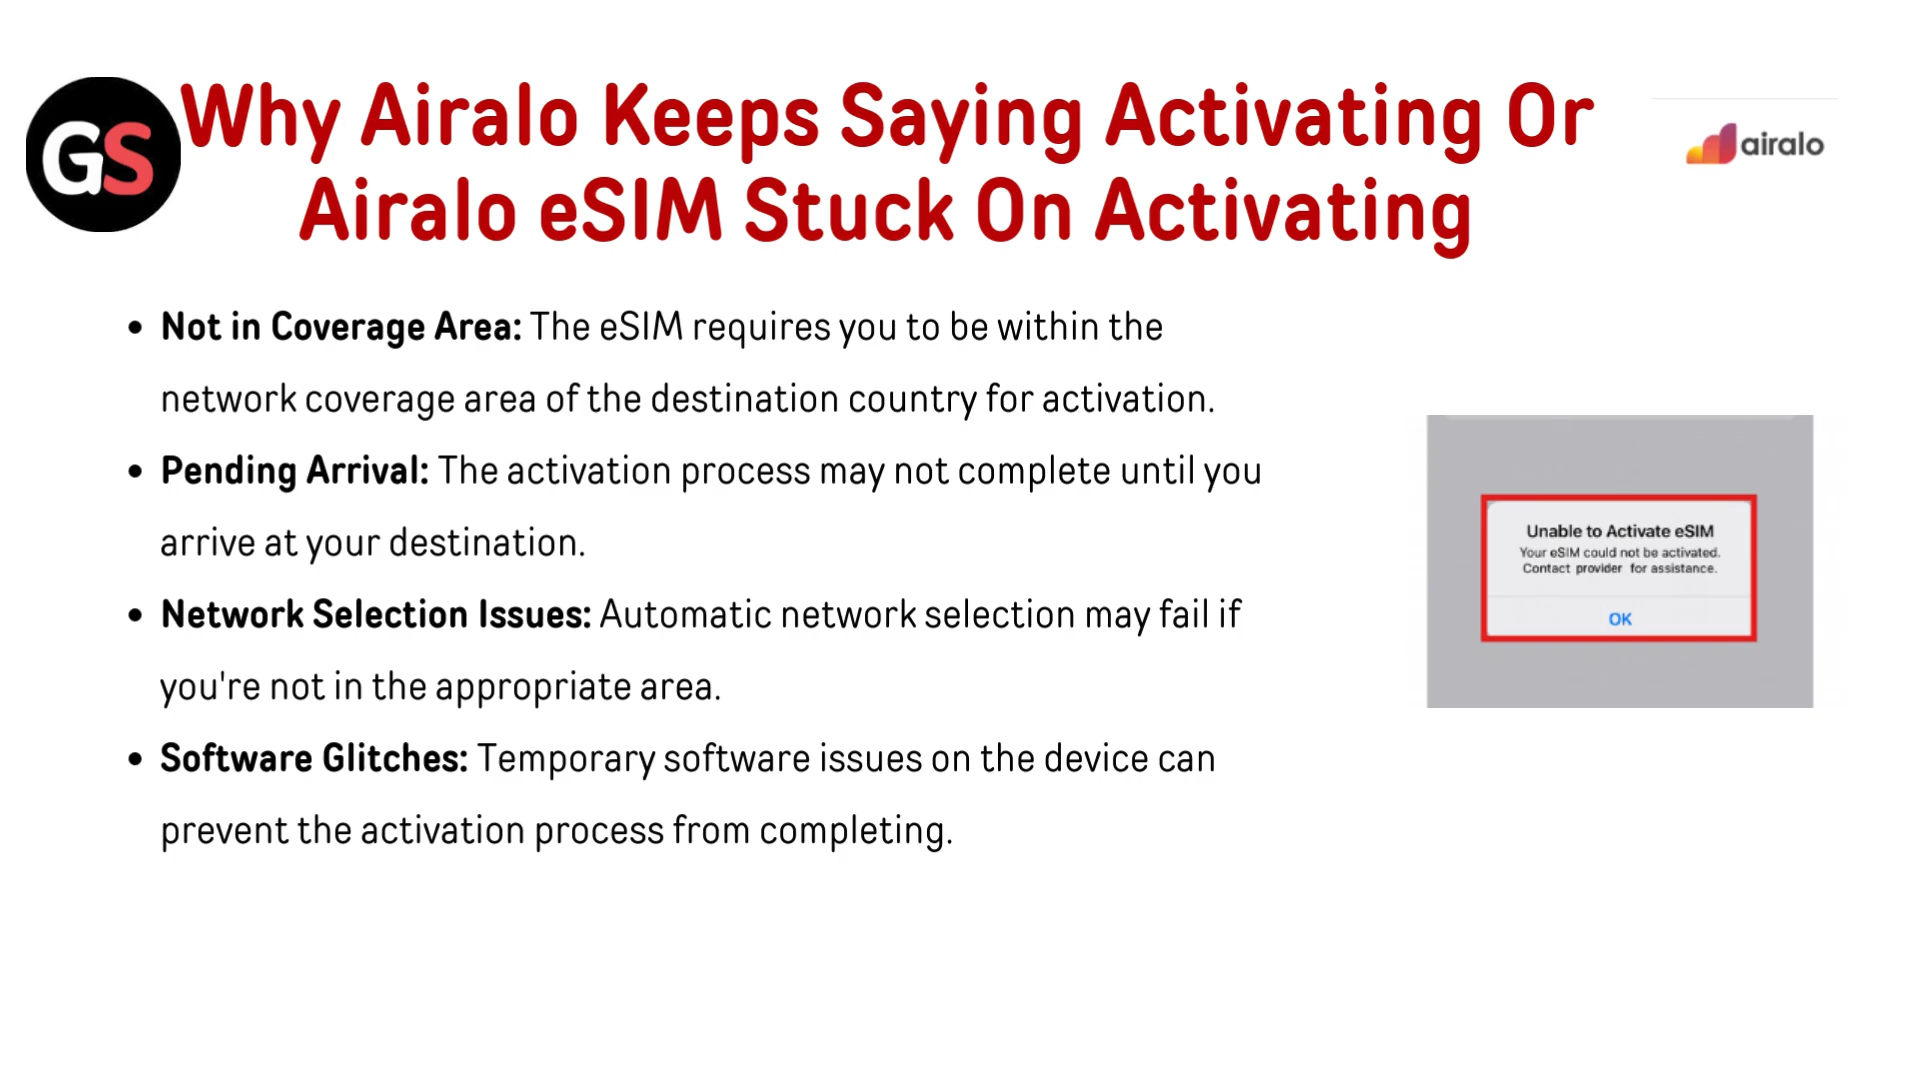 GS
Why Airalo Keeps Saying Activating Or
Airalo eSIM Stuck On Activating
airalo
• Not in Coverage Area: The eSIM requires you to be within the
network coverage area of the destination country for activation.
• Pending Arrival: The activation process may not complete until you
arrive at your destination.
• Network Selection Issues: Automatic network selection may fail if
you're not in the appropriate area.
• Software Glitches: Temporary software issues on the device can
prevent the activation process from completing.
Unable to Activate eSIM
Your eSIM could not be activated.
Contact provider for assistance.
OK